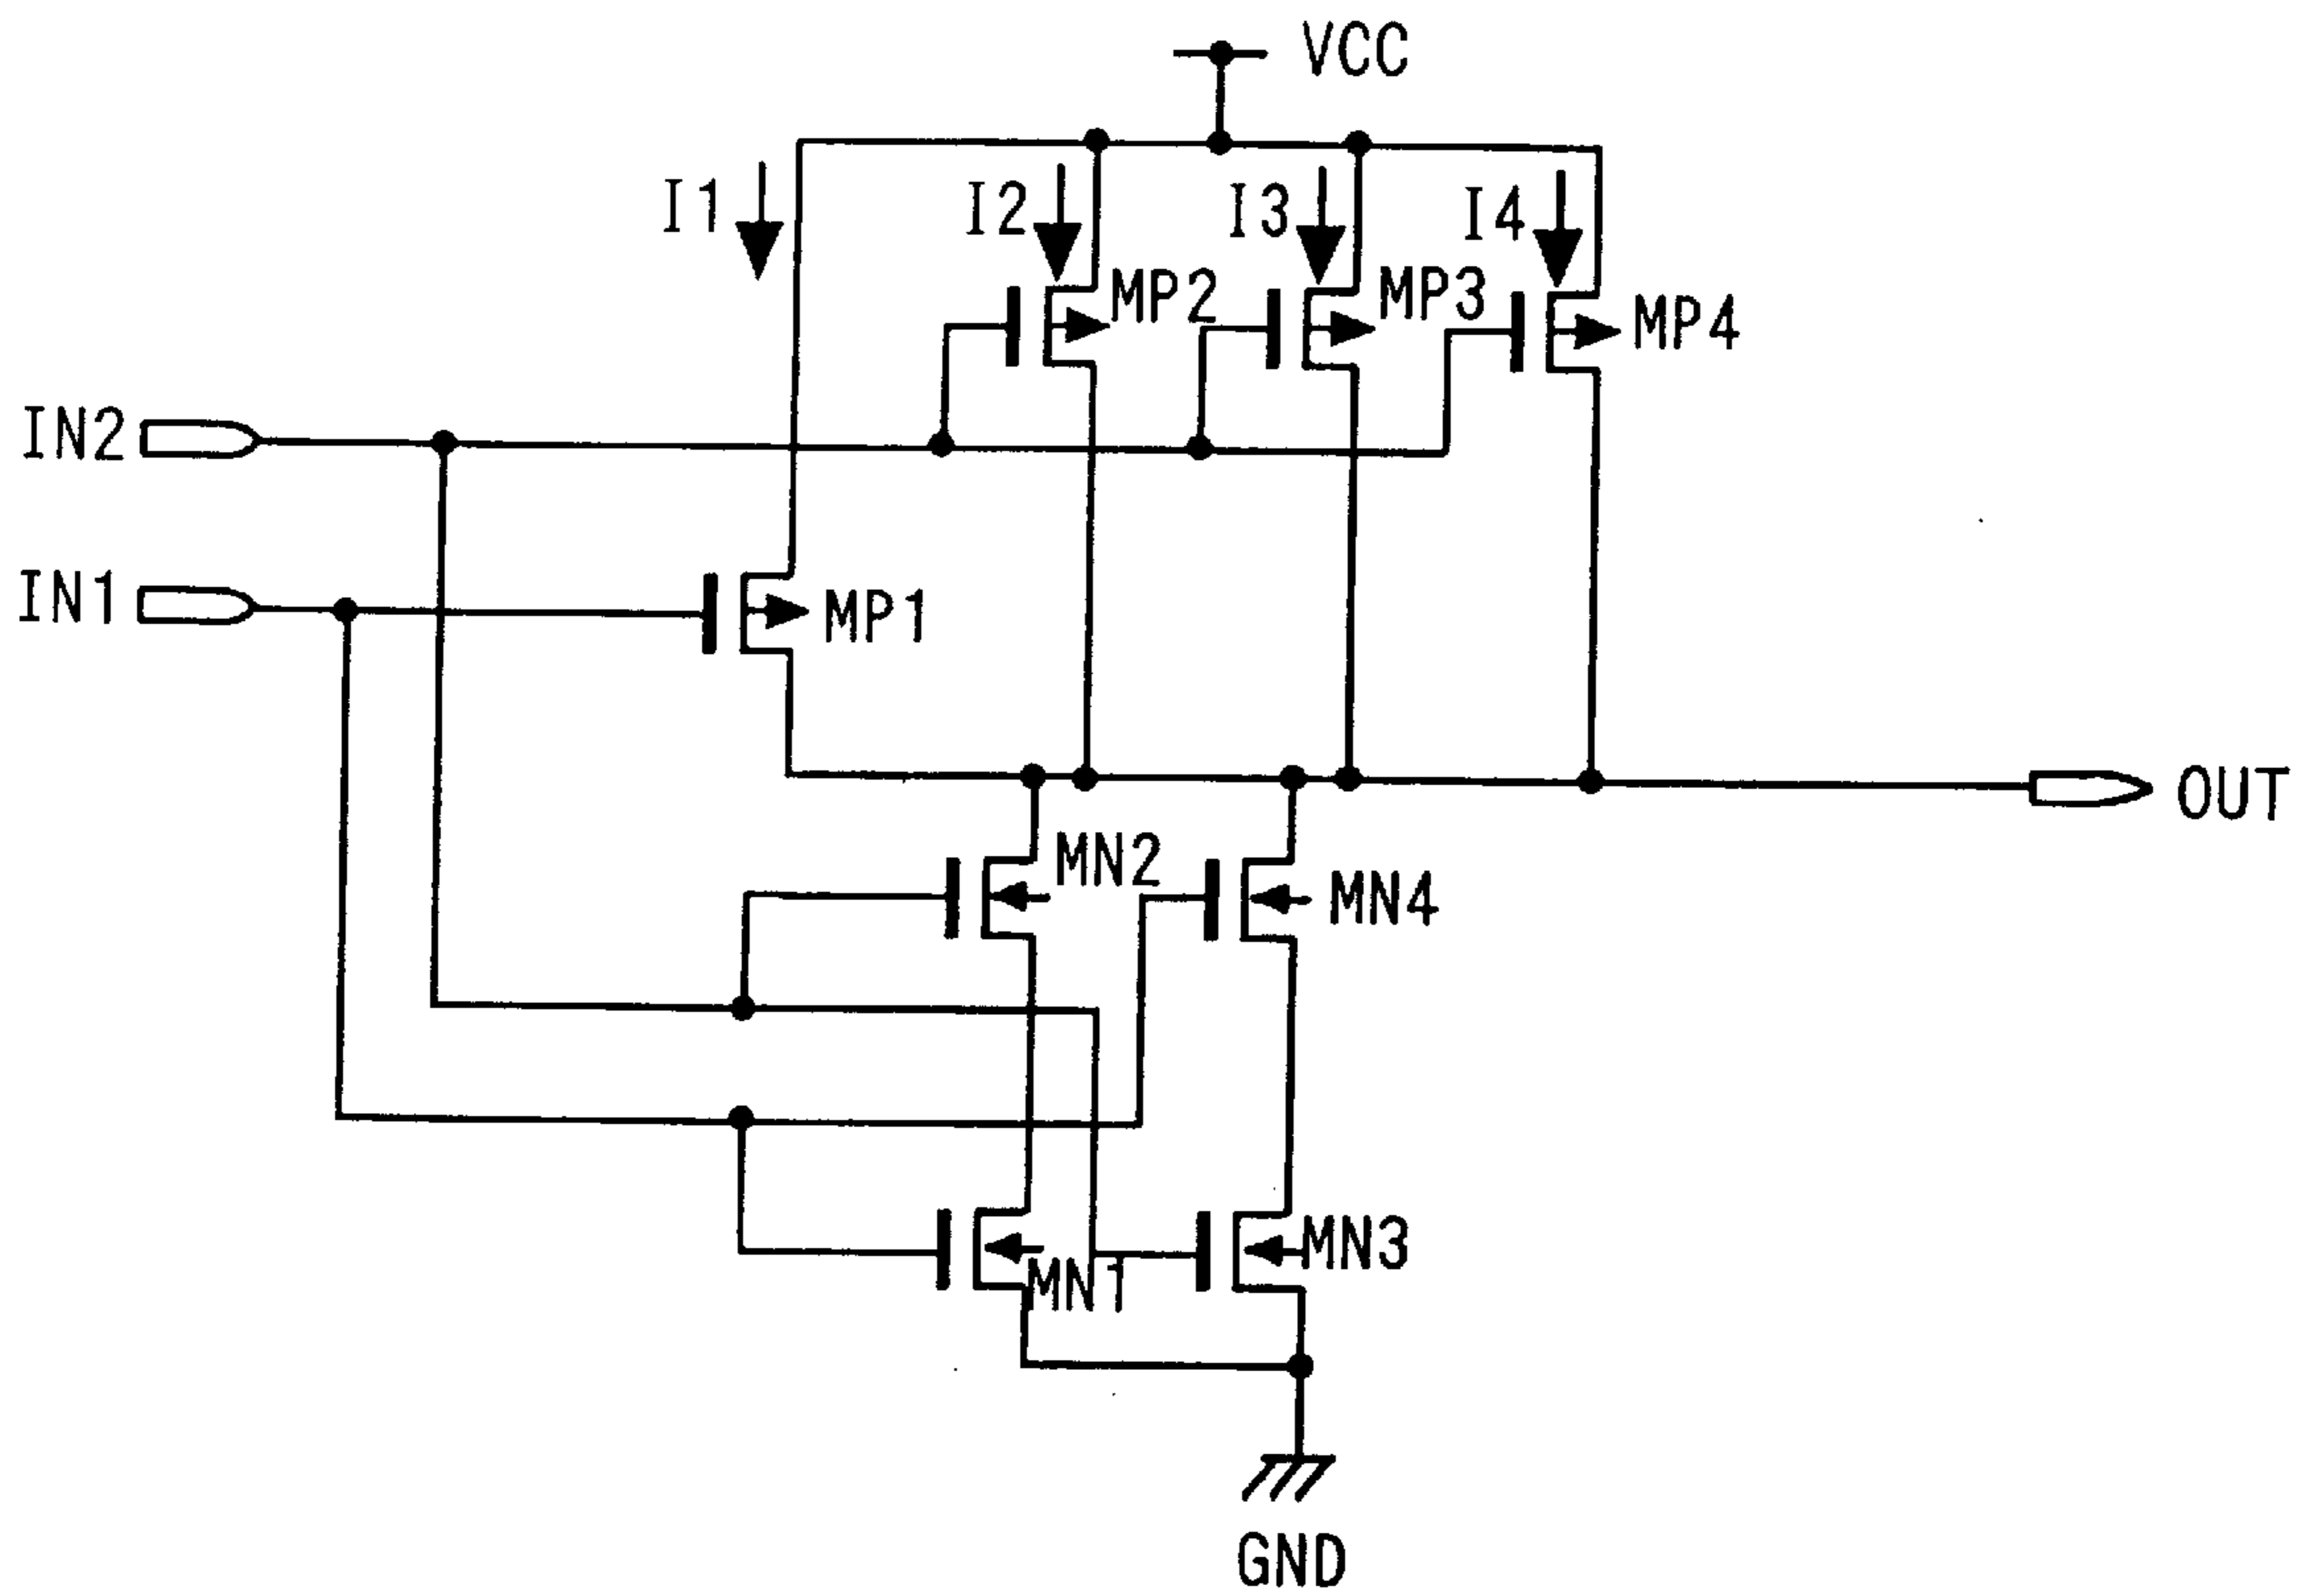 VCC
I1
I2
I3
I4
MP2
MP3
MP4
IN2
IN1
MP1
OUT
MN2
MN4
MN3
MN1
GND